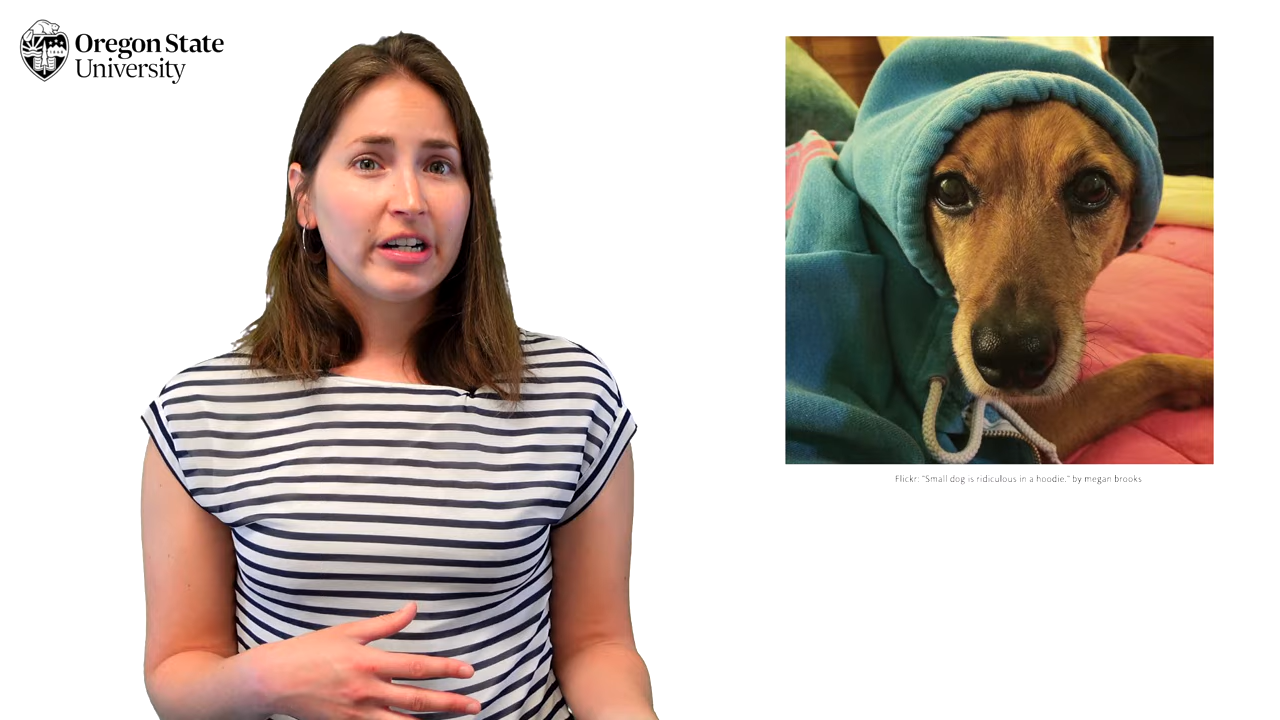 Oregon State
University
Flickr: "Small dog is ridiculous in a hoodie." by megan brooks